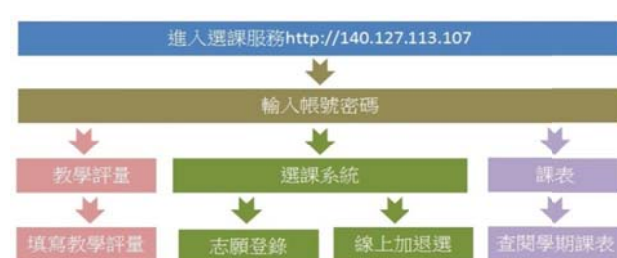 進入選課服務http://140.127.113.107
輸入帳號密碼
教學評量 選課系統 課表
填寫教學評量 志願登錄 線上加退選 查閱學期課表